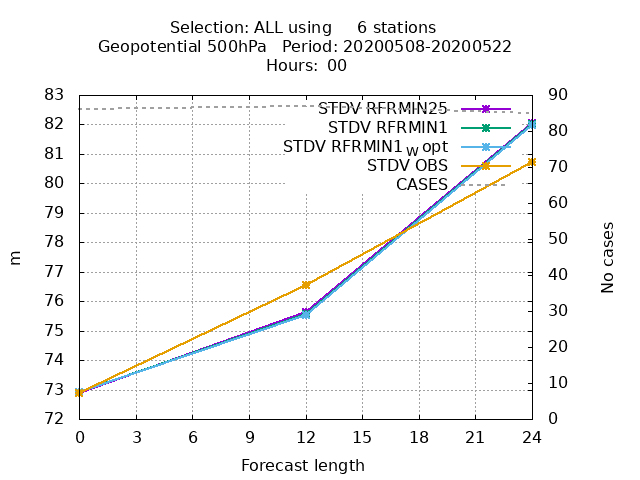 Selection: ALL using     6 stations
Geopotential 500hPa   Period: 20200508-20200522
Hours: 00
83 90
82 80
81 70
80 60
79 50
78 40
77 30
76 20
75 10
74 0
73
72
STDV RFRMIN25
STDV RFRMIN1
STDV RFRMIN1 W opt
STDV OBS
CASES
m
No cases
0 3 6 9 12 15 18 21 24
Forecast length